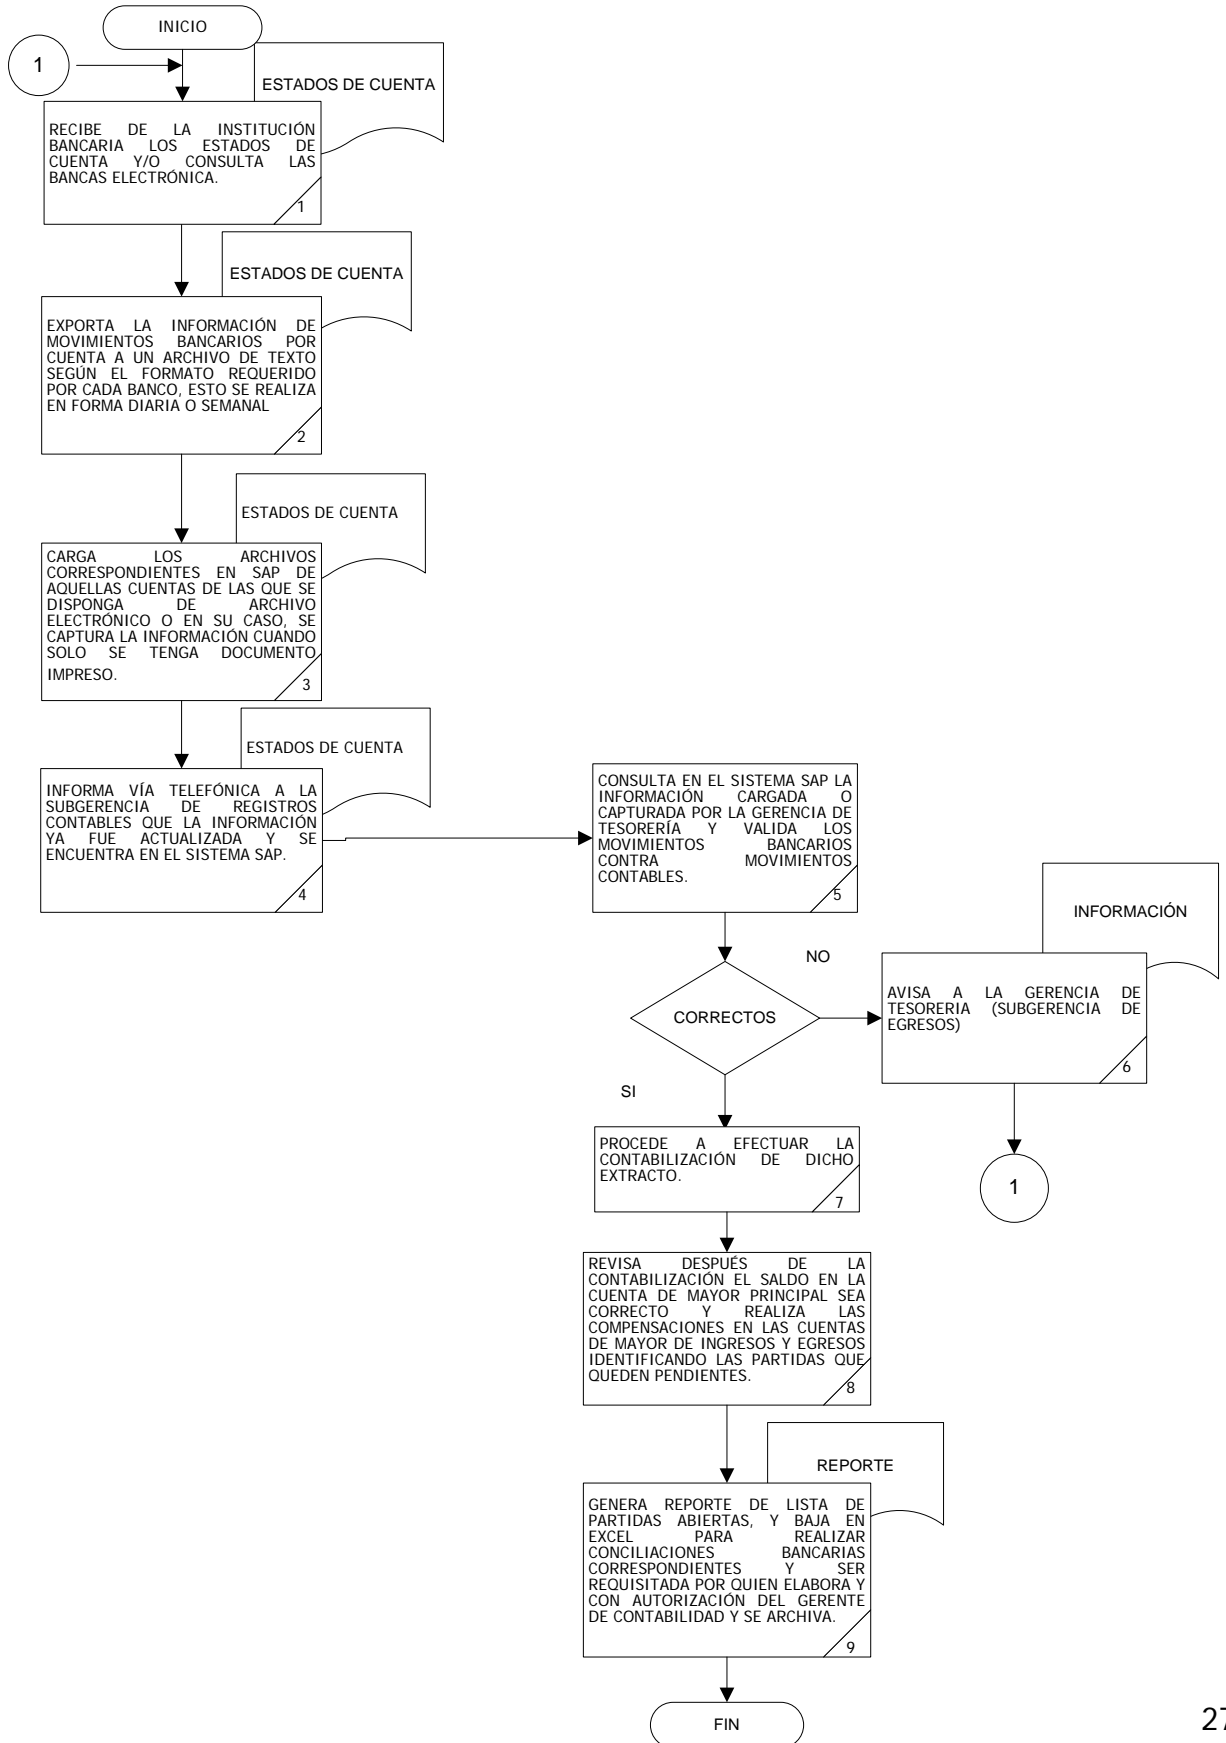 INICIO
1
ESTADOS DE CUENTA
RECIBE DE LA INSTITUCIÓN
BANCARIA LOS ESTADOS DE
CUENTA Y/O CONSULTA LAS
BANCAS ELECTRÓNICA.
1
ESTADOS DE CUENTA
EXPORTA LA INFORMACIÓN DE
MOVIMIENTOS BANCARIOS POR
CUENTA A UN ARCHIVO DE TEXTO
SEGÚN EL FORMATO REQUERIDO
POR CADA BANCO, ESTO SE REALIZA
EN FORMA DIARIA O SEMANAL
2
ESTADOS DE CUENTA
CARGA LOS ARCHIVOS
CORRESPONDIENTES EN SAP DE
AQUELLAS CUENTAS DE LAS QUE SE
DISPONGA DE ARCHIVO
ELECTRÓNICO O EN SU CASO, SE
CAPTURA LA INFORMACIÓN CUANDO
SOLO SE TENGA DOCUMENTO
IMPRESO.
3
ESTADOS DE CUENTA
INFORMA VÍA TELEFÓNICA A LA
SUBGERENCIA DE REGISTROS
CONTABLES QUE LA INFORMACIÓN
YA FUE ACTUALIZADA Y SE
ENCUENTRA EN EL SISTEMA SAP.
4
CONSULTA EN EL SISTEMA SAP LA
INFORMACIÓN CARGADA O
CAPTURADA POR LA GERENCIA DE
TESORERÍA Y VALIDA LOS
MOVIMIENTOS BANCARIOS
CONTRA MOVIMIENTOS
CONTABLES.
5
CORRECTOS
NO
INFORMACIÓN
AVISA A LA GERENCIA DE
TESORERIA (SUBGERENCIA DE
EGRESOS)
6
1
SI
PROCEDE A EFECTUAR LA
CONTABILIZACIÓN DE DICHO
EXTRACTO.
7
REVISA DESPUÉS DE LA
CONTABILIZACIÓN EL SALDO EN LA
CUENTA DE MAYOR PRINCIPAL SEA
CORRECTO Y REALIZA LAS
COMPENSACIONES EN LAS CUENTAS
DE MAYOR DE INGRESOS Y EGRESOS
IDENTIFICANDO LAS PARTIDAS QUE
QUEDEN PENDIENTES.
8
REPORTE
GENERA REPORTE DE LISTA DE
PARTIDAS ABIERTAS, Y BAJA EN
EXCEL PARA REALIZAR
CONCILIACIONES BANCARIAS
CORRESPONDIENTES Y SER
REQUISITADA POR QUIEN ELABORA Y
CON AUTORIZACIÓN DEL GERENTE
DE CONTABILIDAD Y SE ARCHIVA.
9
FIN
27